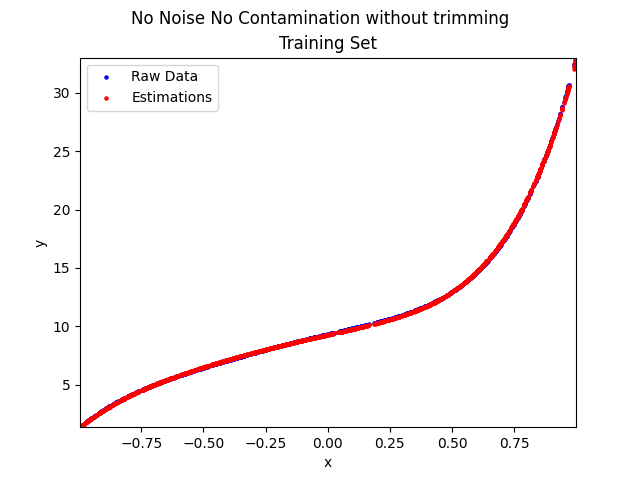 No Noise No Contamination without trimming
Training Set
Raw Data
Estimations
30
25
20
15
10
5
y
−0.75 −0.50 −0.25 0.00 0.25 0.50 0.75
x